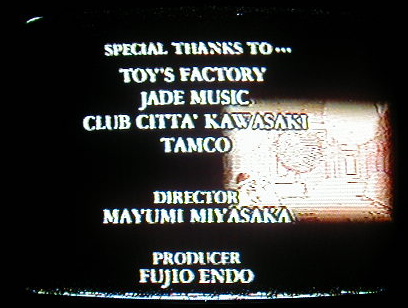 SPECIAL THANKS TO...
TOY'S FACTORY
JADE MUSIC
CLUB CITTA' KAWASAKI
TAMCO
DIRECTOR
MAYUMI MIYASAKA
PRODUCER
FUJIO ENDO